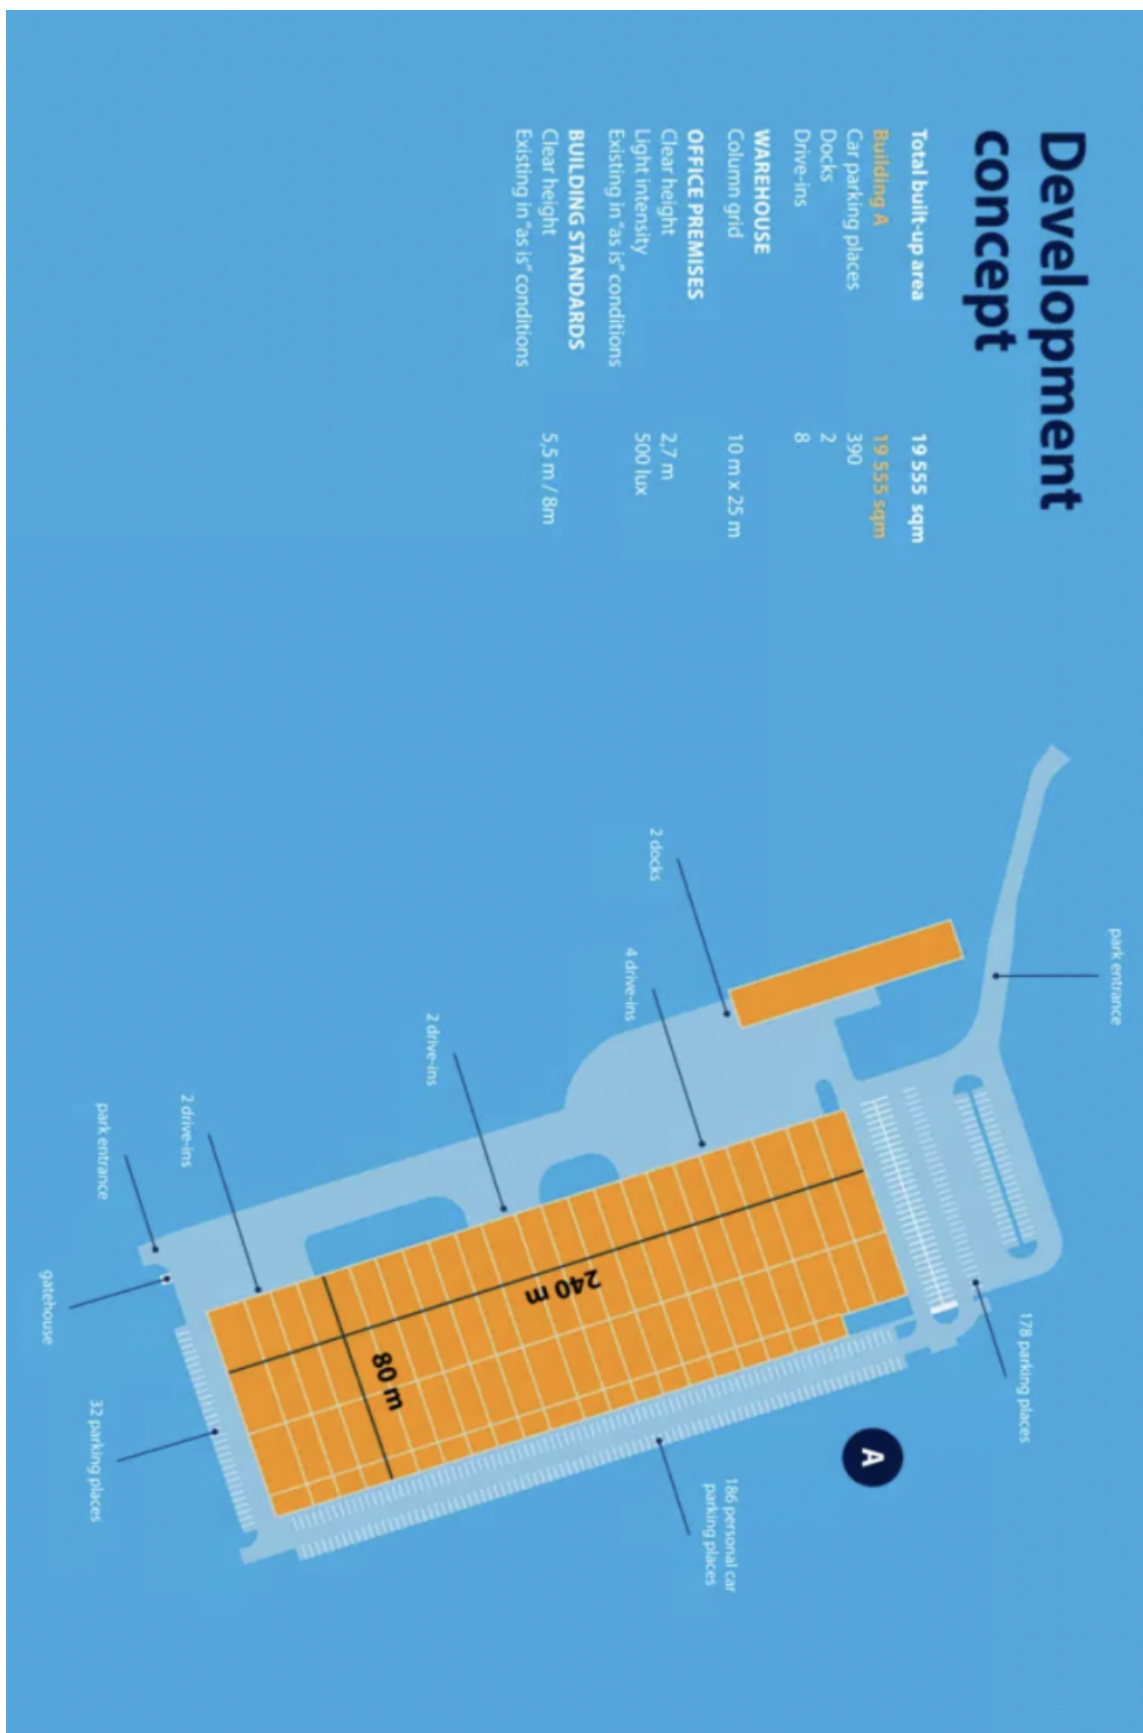 Development
concept
Total built-up area 19 555 sqm
Building A 19 555 sqm
Car parking places 390
Docks 2
Drive-ins 8
WAREHOUSE
Column grid 10 m x 25 m
OFFICE PREMISES
Clear height 2,7 m
Light intensity 500 lux
Existing in "as is" conditions
BUILDING STANDARDS
Clear height 5,5 m / 8m
Existing in "as is" conditions
park entrance
2 docks
4 drive-ins
2 drive-ins
2 drive-ins
park entrance
gatehouse
240 m
80 m
178 parking places
A
32 parking places
186 personal car
parking places